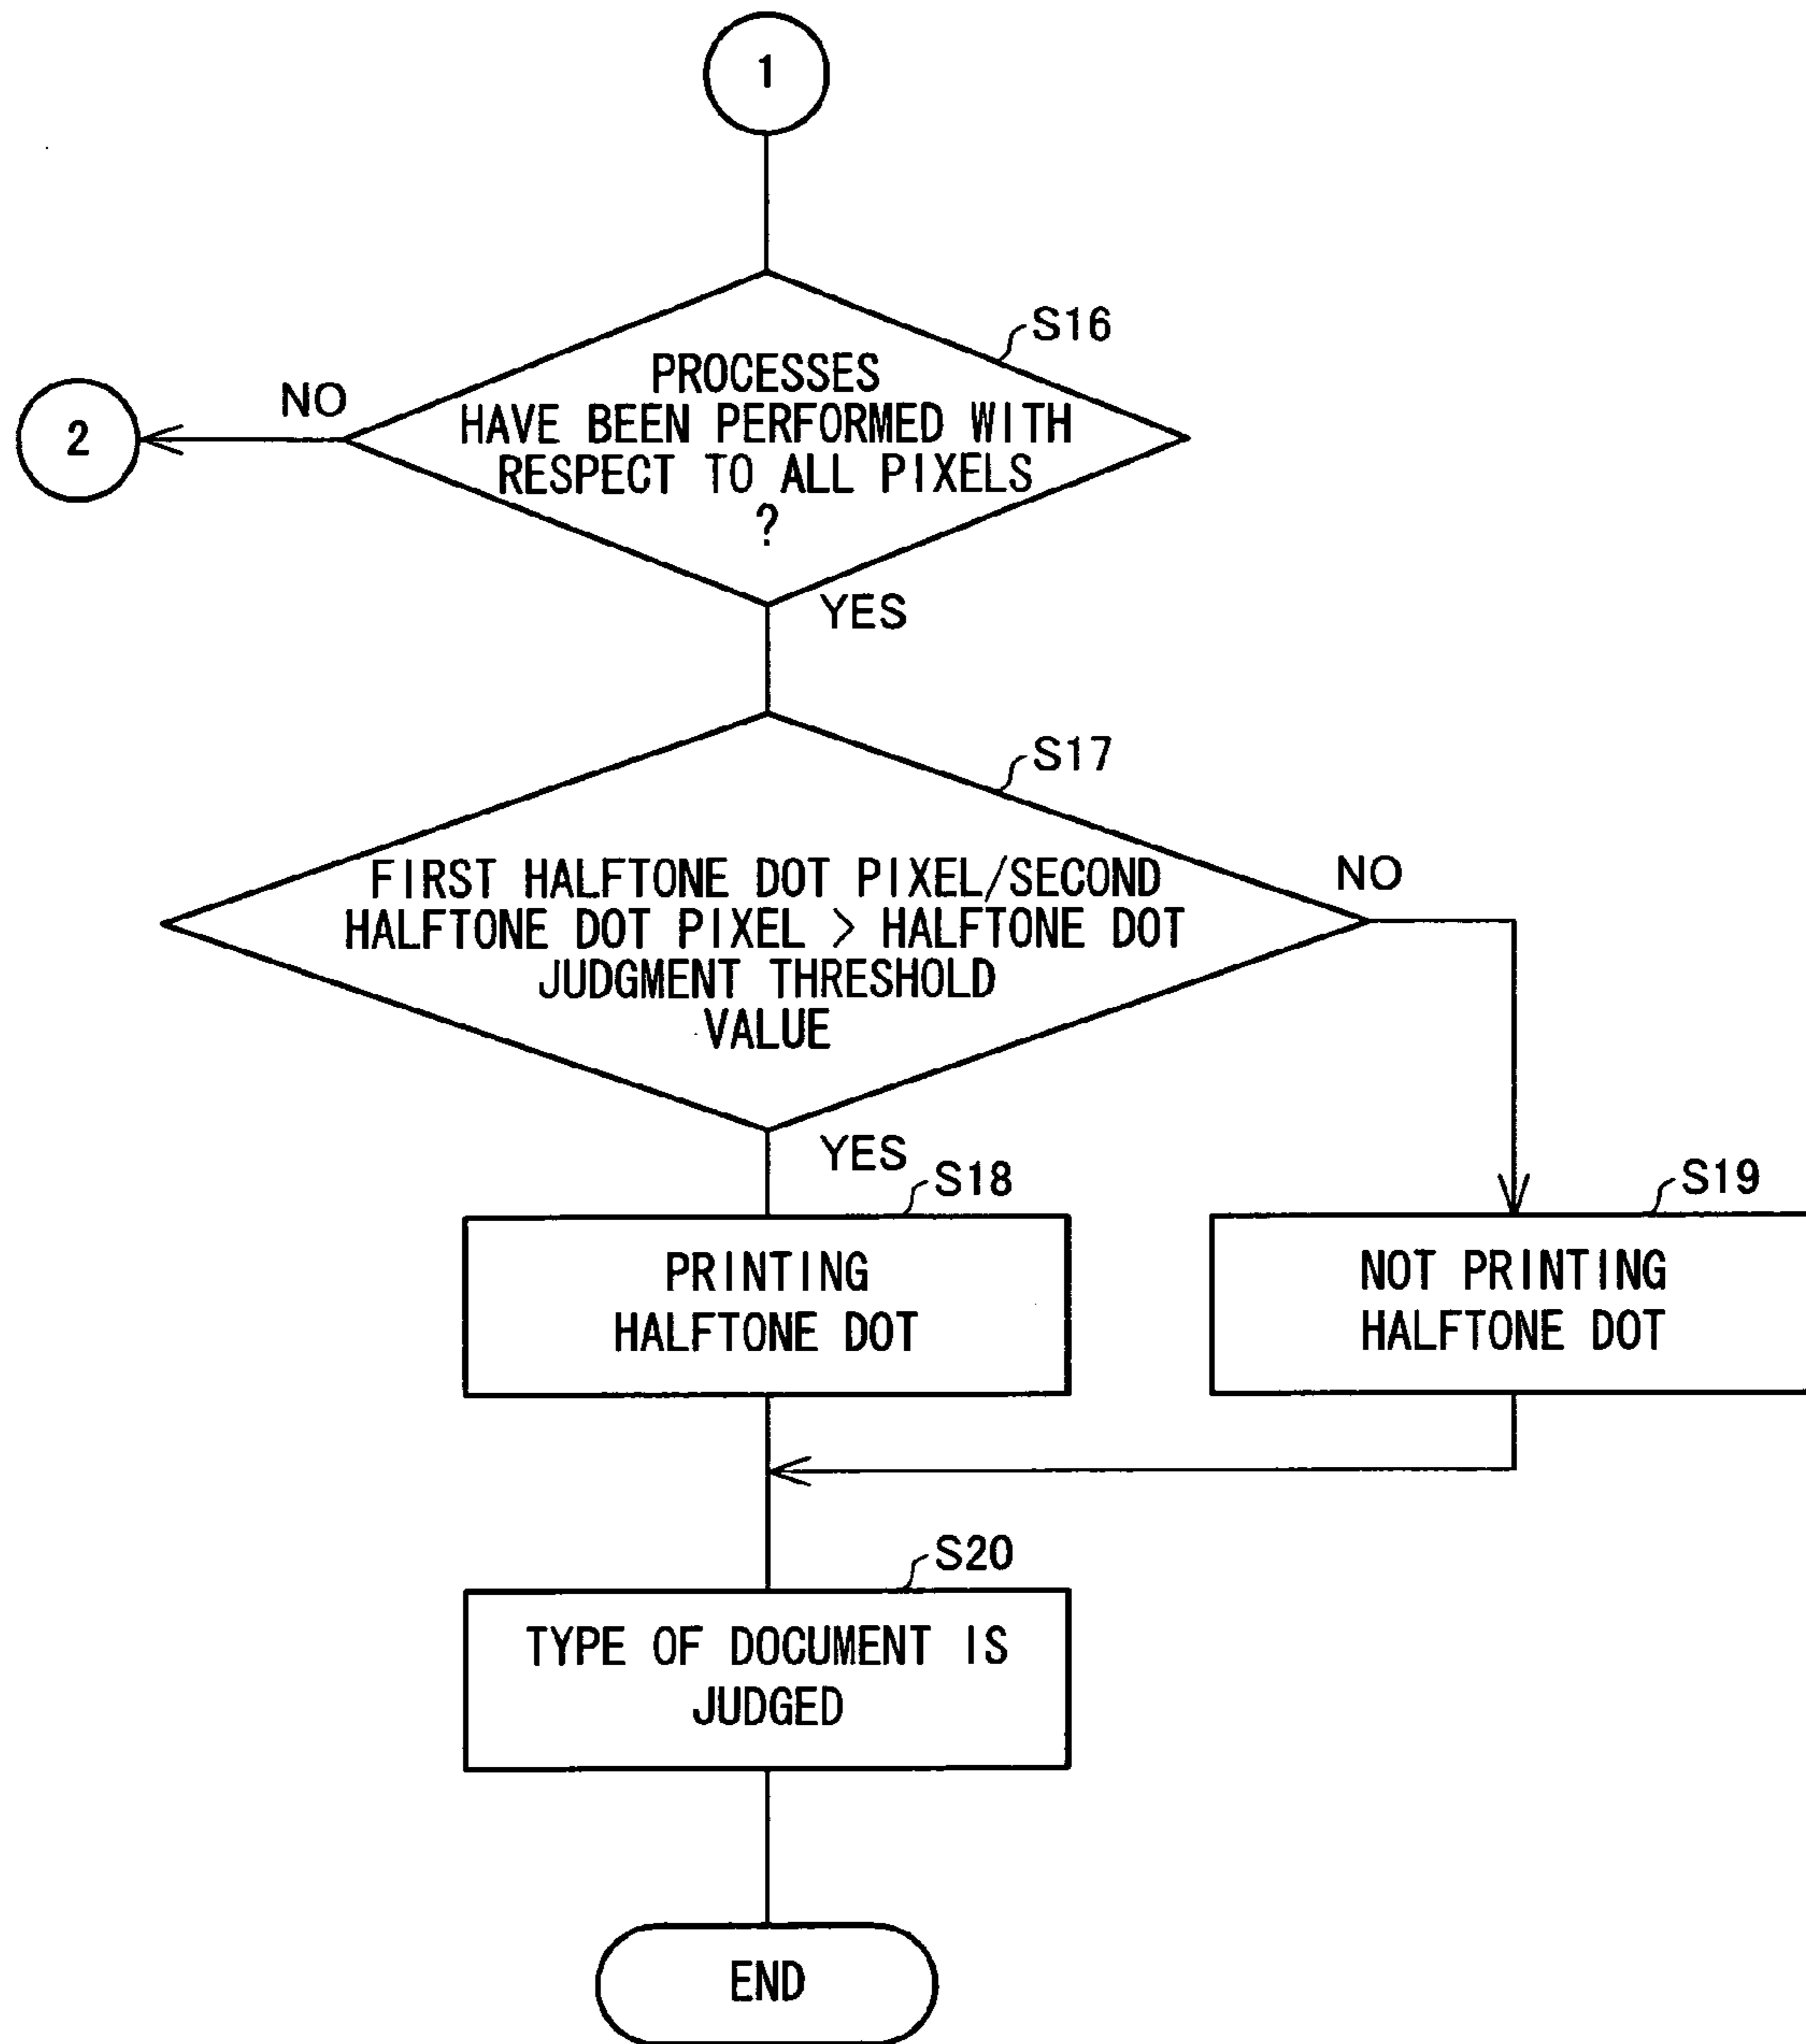 1
S16
PROCESSES
HAVE BEEN PERFORMED WITH
RESPECT TO ALL PIXELS
?
NO
2
YES
S17
FIRST HALFTONE DOT PIXEL/SECOND
HALFTONE DOT PIXEL > HALFTONE DOT
JUDGMENT THRESHOLD
VALUE
NO
YES
S18
PRINTING
HALFTONE DOT
S19
NOT PRINTING
HALFTONE DOT
S20
TYPE OF DOCUMENT IS
JUDGED
END